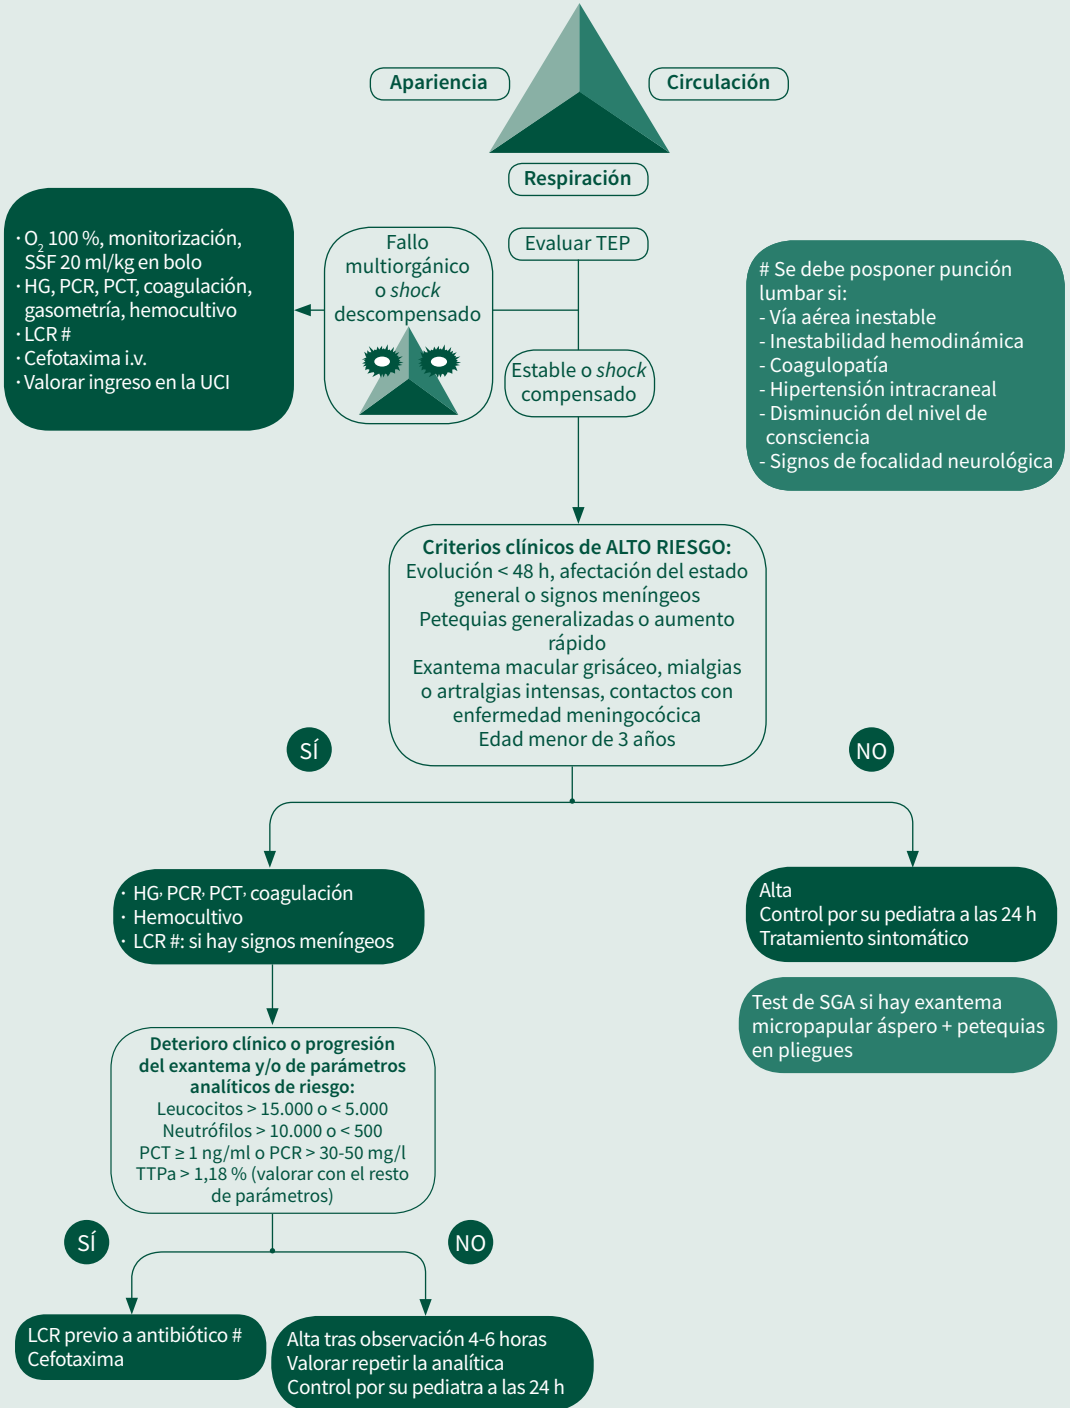 Apariencia
Circulación
Respiración
Evaluar TEP
Fallo
multiorgánico
o shock
descompensado
· O2 100 %, monitorización,
SSF 20 ml/kg en bolo
· HG, PCR, PCT, coagulación,
gasometría, hemocultivo
· LCR #
· Cefotaxima i.v.
· Valorar ingreso en la UCI
Estable o shock
compensado
# Se debe posponer punción
lumbar si:
- Vía aérea inestable
- Inestabilidad hemodinámica
- Coagulopatía
- Hipertensión intracraneal
- Disminución del nivel de
consciencia
- Signos de focalidad neurológica
Criterios clínicos de ALTO RIESGO:
Evolución < 48 h, afectación del estado
general o signos meníngeos
Petequias generalizadas o aumento
rápido
Exantema macular grisáceo, mialgias
o artralgias intensas, contactos con
enfermedad meningocócica
Edad menor de 3 años
SÍ
NO
· HG, PCR, PCT, coagulación
· Hemocultivo
· LCR #: si hay signos meníngeos
Alta
Control por su pediatra a las 24 h
Tratamiento sintomático
Test de SGA si hay exantema
micropapular áspero + petequias
en pliegues
Deterioro clínico o progresión
del exantema y/o de parámetros
analíticos de riesgo:
Leucocitos > 15.000 o < 5.000
Neutrófilos > 10.000 o < 500
PCT ≥ 1 ng/ml o PCR > 30-50 mg/l
TTPa > 1,18 % (valorar con el resto
de parámetros)
SÍ
NO
LCR previo a antibiótico #
Cefotaxima
Alta tras observación 4-6 horas
Valorar repetir la analítica
Control por su pediatra a las 24 h